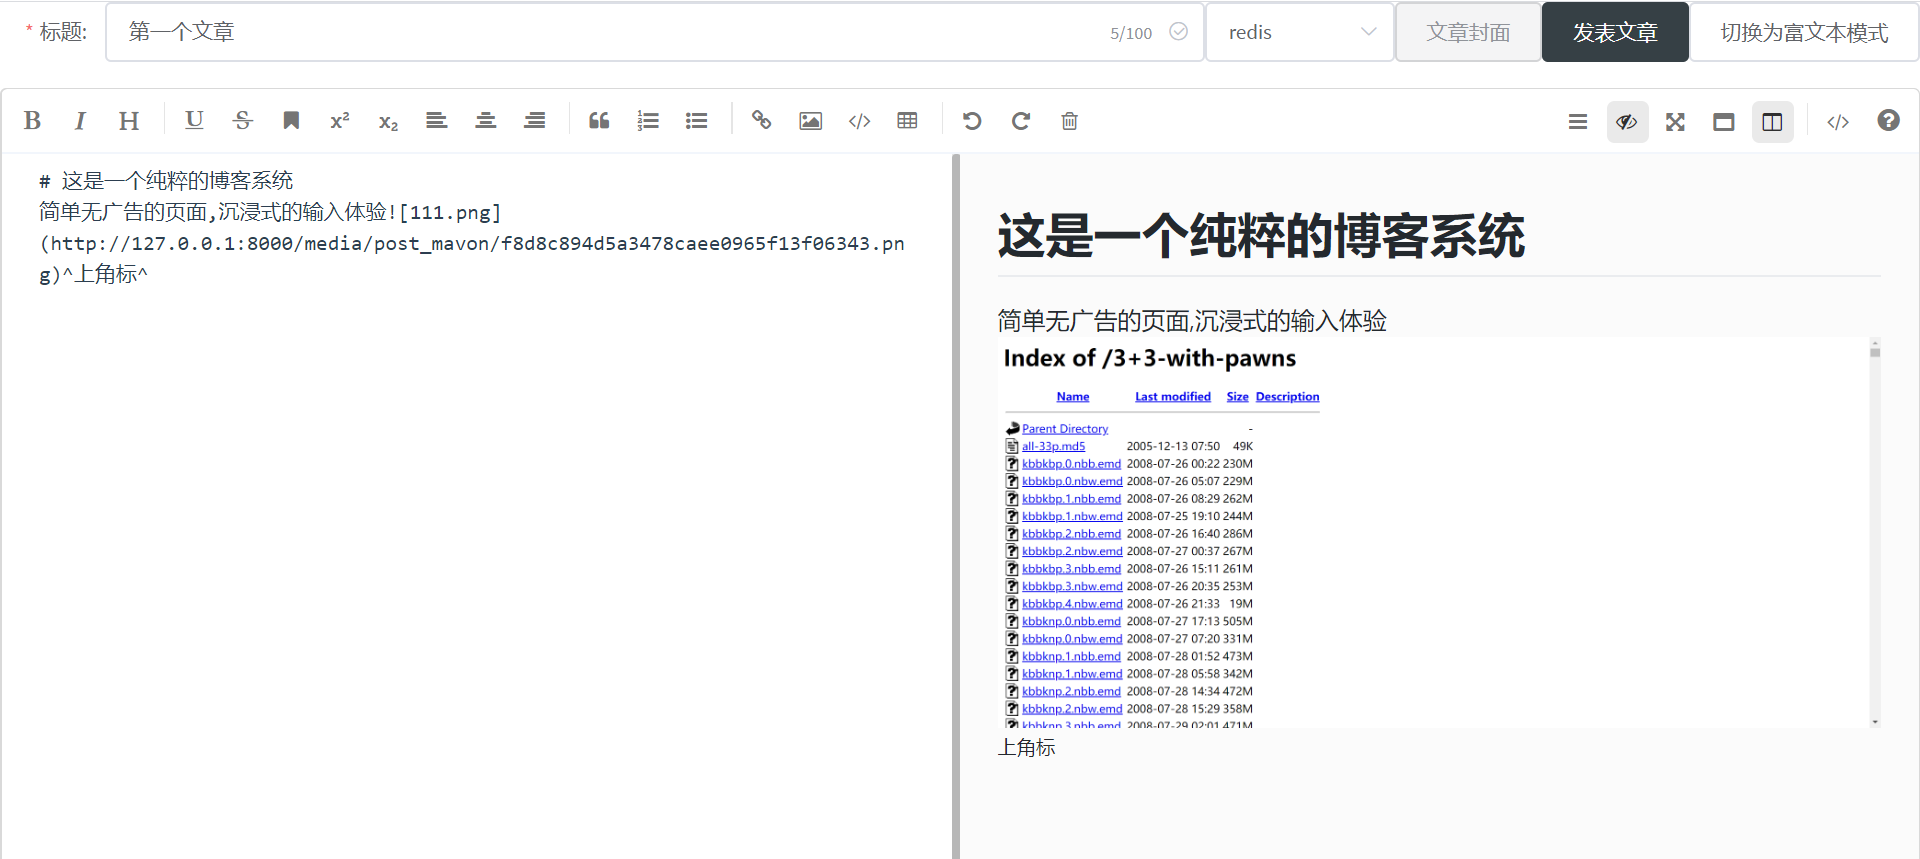 * 标题:
第一个文章
5/100
redis
文章封面
发表文章
切换为富文本模式
B I H U S x² x₂
# 这是一个纯粹的博客系统
简单无广告的页面,沉浸式的输入体验![111.png]
(http://127.0.0.1:8000/media/post_mavon/f8d8c894d5a3478caee0965f13f06343.pn
g)^上角标^
这是一个纯粹的博客系统
简单无广告的页面,沉浸式的输入体验
Index of /3+3-with-pawns
Name Last modified Size Description
Parent Directory -
all-33p.md5 2005-12-13 07:50 49K
kbbkbp.0.nbb.emd 2008-07-26 00:22 230M
kbbkbp.0.nbw.emd 2008-07-26 05:07 229M
kbbkbp.1.nbb.emd 2008-07-26 08:29 262M
kbbkbp.1.nbw.emd 2008-07-25 19:10 244M
kbbkbp.2.nbb.emd 2008-07-26 16:40 286M
kbbkbp.2.nbw.emd 2008-07-27 00:37 267M
kbbkbp.3.nbb.emd 2008-07-26 15:11 261M
kbbkbp.3.nbw.emd 2008-07-26 20:35 253M
kbbkbp.4.nbw.emd 2008-07-26 21:33 19M
kbbknp.0.nbb.emd 2008-07-27 17:13 505M
kbbknp.0.nbw.emd 2008-07-27 07:20 331M
kbbknp.1.nbb.emd 2008-07-28 01:52 473M
kbbknp.1.nbw.emd 2008-07-28 05:58 342M
kbbknp.2.nbb.emd 2008-07-28 14:34 472M
kbbknp.2.nbw.emd 2008-07-28 15:29 358M
kbbknp.3.nbb.emd 2008-07-29 02:01 471M
上角标